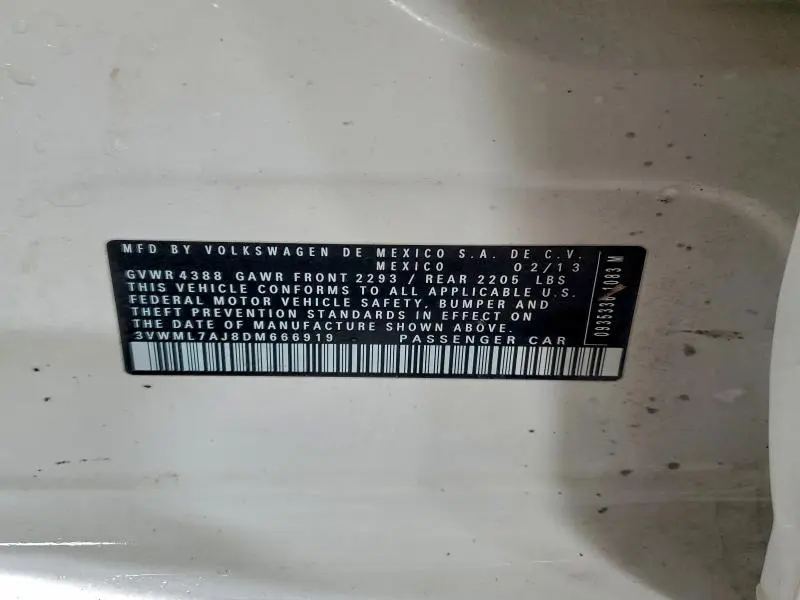 MFD BY VOLKSWAGEN DE MEXICO S.A. DE C.V.
MEXICO 02/13
GVWR 4388 GAWR FRONT 2293 / REAR 2205 LBS
THIS VEHICLE CONFORMS TO ALL APPLICABLE U.S.
FEDERAL MOTOR VEHICLE SAFETY, BUMPER AND
THEFT PREVENTION STANDARDS IN EFFECT ON
THE DATE OF MANUFACTURE SHOWN ABOVE.
3VWML7AJ8DM666919 PASSENGER CAR
1083 M